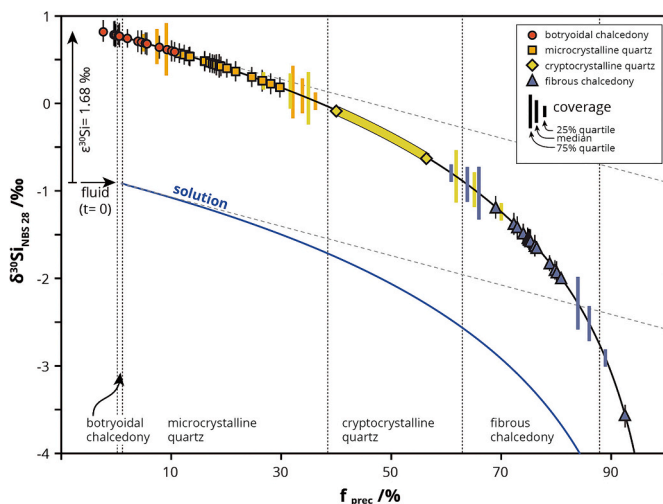 1
0
-1
-2
-3
-4
δ³⁰Si NBS 28 /‰
ε³⁰Si= 1.68 ‰
fluid
(t= 0)
solution
botryoidal chalcedony
microcrystalline quartz
cryptocrystalline quartz
fibrous chalcedony
coverage
25% quartile
median
75% quartile
botryoidal
chalcedony
microcrystalline
quartz
cryptocrystalline
quartz
fibrous
chalcedony
10
30
50
70
90
f prec /%